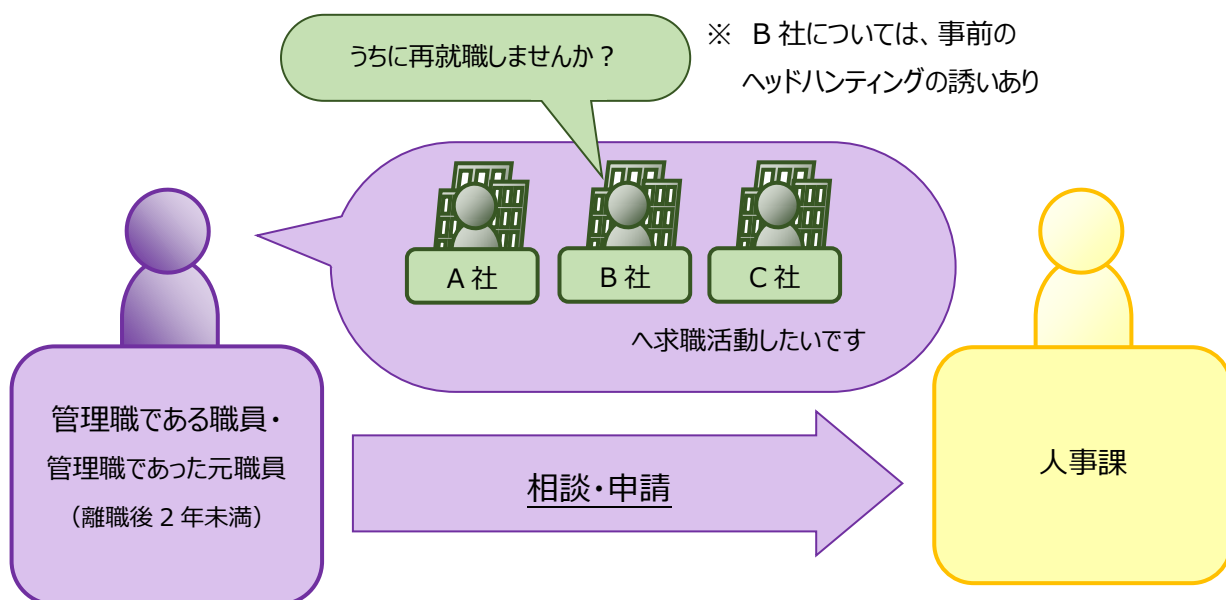 うちに再就職しませんか？
※　B 社については、事前の
ヘッドハンティングの誘いあり
A 社
B 社
C 社
へ求職活動したいです
管理職である職員・
管理職であった元職員
（離職後 2 年未満）
相談・申請
人事課